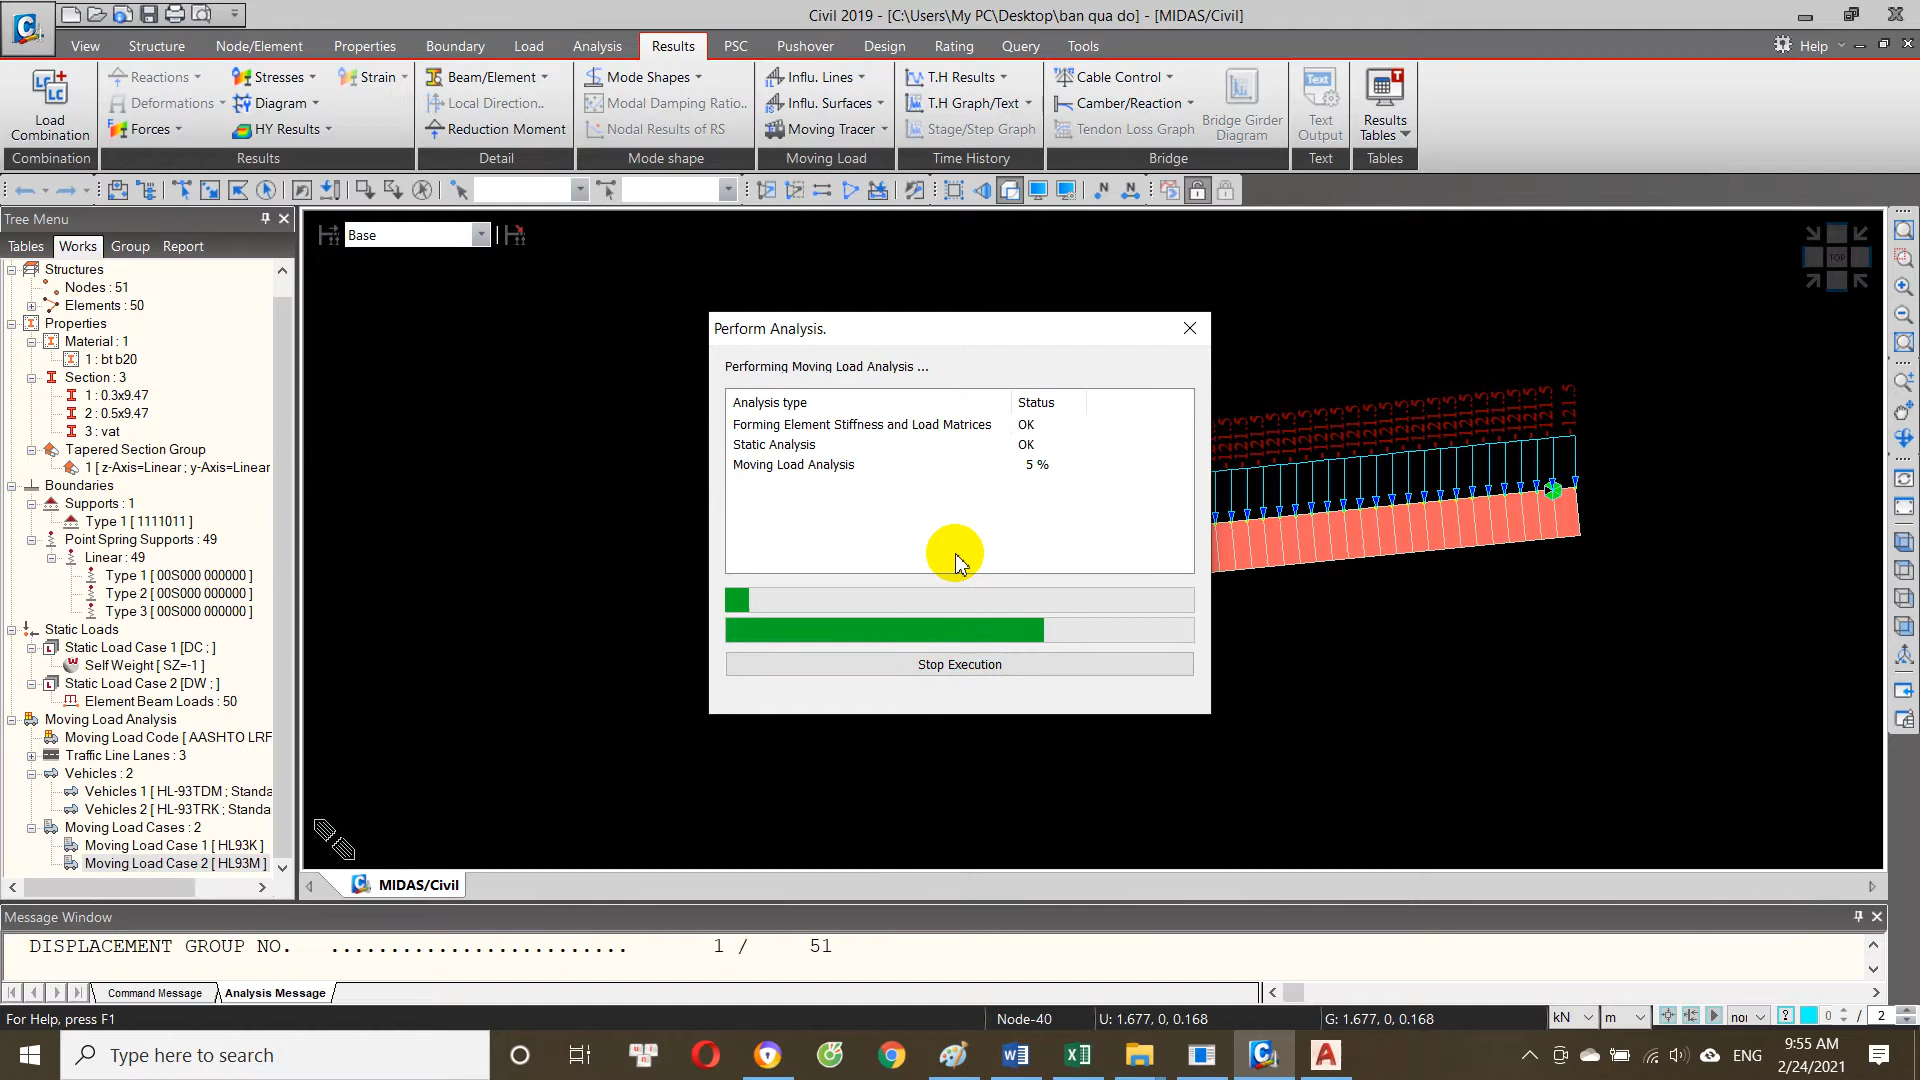 Civil 2019 - [C:\Users\My PC\Desktop\ban qua do] - [MIDAS/Civil]
View Structure Node/Element Properties Boundary Load Analysis Results PSC Pushover Design Rating Query Tools Help
Load Combination
Reactions Stresses Strain
Deformations Diagram
Forces HY Results
Beam/Element
Local Direction..
Reduction Moment
Mode Shapes
Modal Damping Ratio..
Nodal Results of RS
Influ. Lines
Influ. Surfaces
Moving Tracer
T.H Results
T.H Graph/Text
Stage/Step Graph
Cable Control
Camber/Reaction
Tendon Loss Graph
Bridge Girder Diagram
Text Output
Results Tables
Combination Results Detail Mode shape Moving Load Time History Bridge Text Tables
Tree Menu
Tables Works Group Report
Base
TOP
Structures
Nodes : 51
Elements : 50
Properties
Material : 1
1 : bt b20
Section : 3
1 : 0.3x9.47
2 : 0.5x9.47
3 : vat
Tapered Section Group
1 [ z-Axis=Linear ; y-Axis=Linear
Boundaries
Supports : 1
Type 1 [ 1111011 ]
Point Spring Supports : 49
Linear : 49
Type 1 [ 00S000 000000 ]
Type 2 [ 00S000 000000 ]
Type 3 [ 00S000 000000 ]
Static Loads
Static Load Case 1 [DC ; ]
Self Weight [ SZ=-1 ]
Static Load Case 2 [DW ; ]
Element Beam Loads : 50
Moving Load Analysis
Moving Load Code [ AASHTO LRF
Traffic Line Lanes : 3
Vehicles : 2
Vehicles 1 [ HL-93TDM ; Standa
Vehicles 2 [ HL-93TRK ; Standa
Moving Load Cases : 2
Moving Load Case 1 [ HL93K ]
Moving Load Case 2 [ HL93M ]
Perform Analysis.
Performing Moving Load Analysis ...
Analysis type Status
Forming Element Stiffness and Load Matrices OK
Static Analysis OK
Moving Load Analysis 5 %
Stop Execution
MIDAS/Civil
Message Window
DISPLACEMENT GROUP NO. ......................... 1 / 51
Command Message Analysis Message
For Help, press F1 Node-40 U: 1.677, 0, 0.168 G: 1.677, 0, 0.168 kN m nor 0 / 2
Type here to search
ENG
9:55 AM
2/24/2021